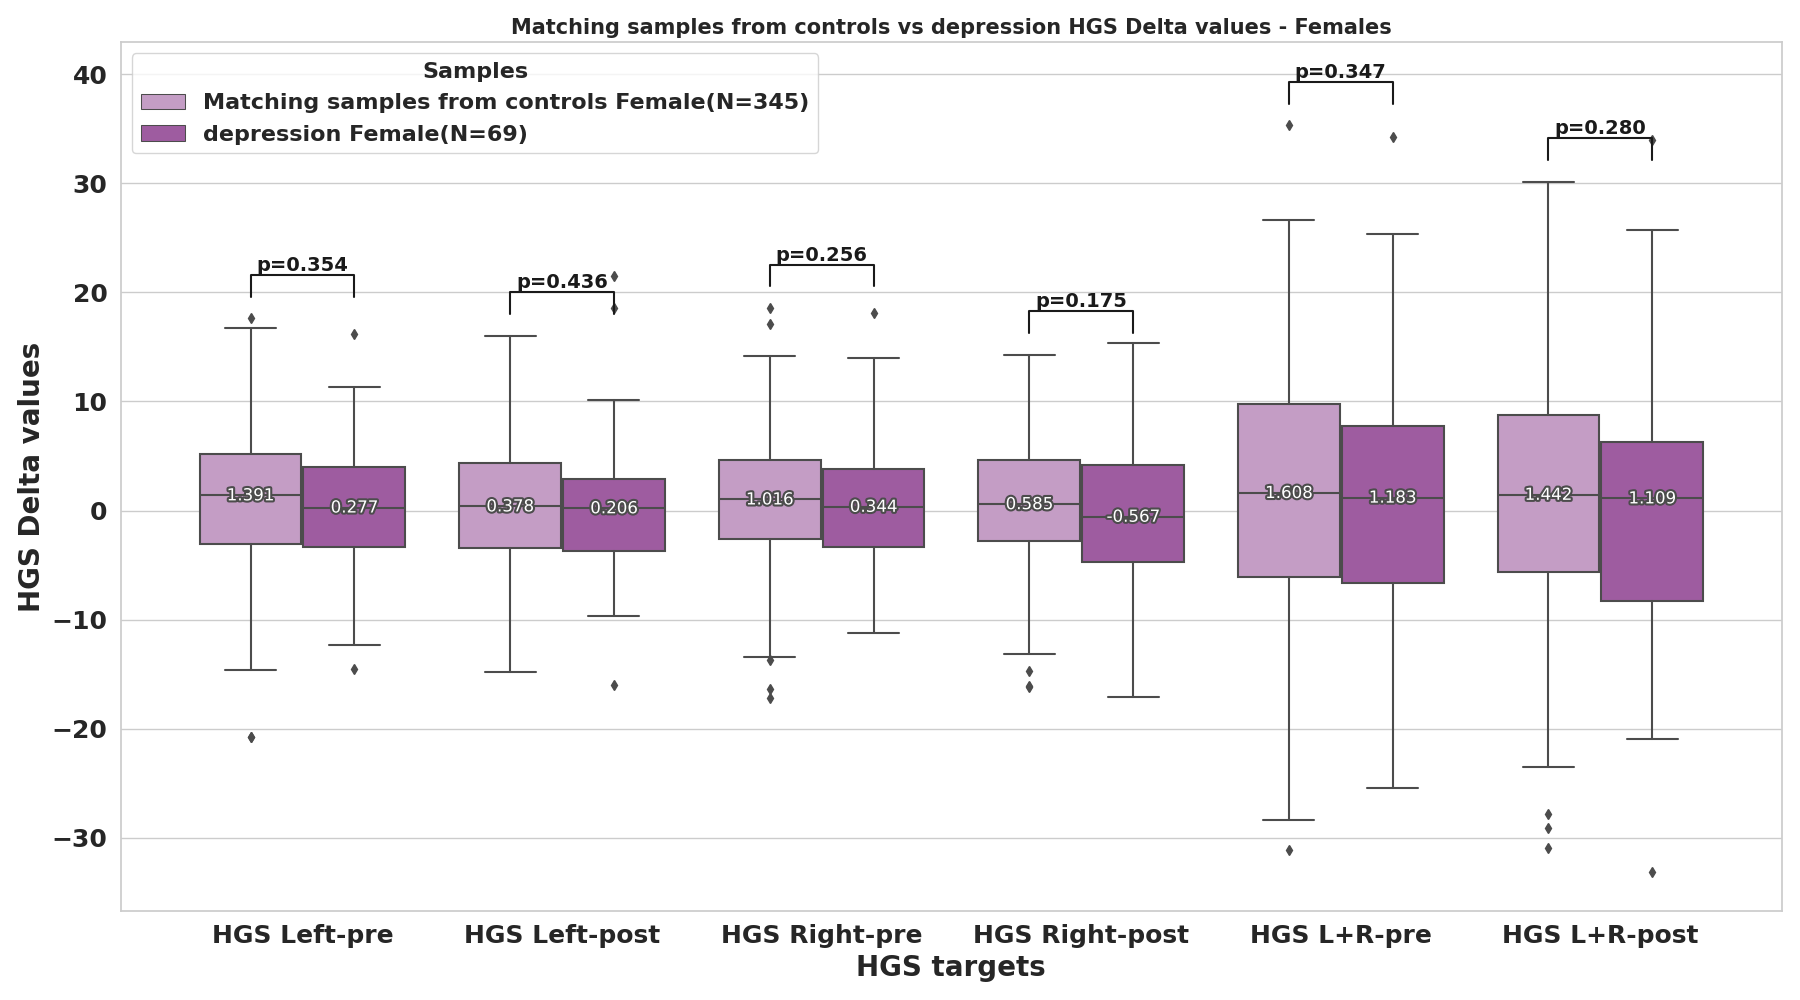 Matching samples from controls vs depression HGS Delta values - Females
Samples
Matching samples from controls Female(N=345)
depression Female(N=69)
HGS Delta values
40
30
20
10
0
−10
−20
−30
p=0.354
p=0.436
p=0.256
p=0.175
p=0.347
p=0.280
1.391
0.277
0.378
0.206
1.016
0.344
0.585
-0.567
1.608
1.183
1.442
1.109
HGS Left-pre
HGS Left-post
HGS Right-pre
HGS Right-post
HGS L+R-pre
HGS L+R-post
HGS targets